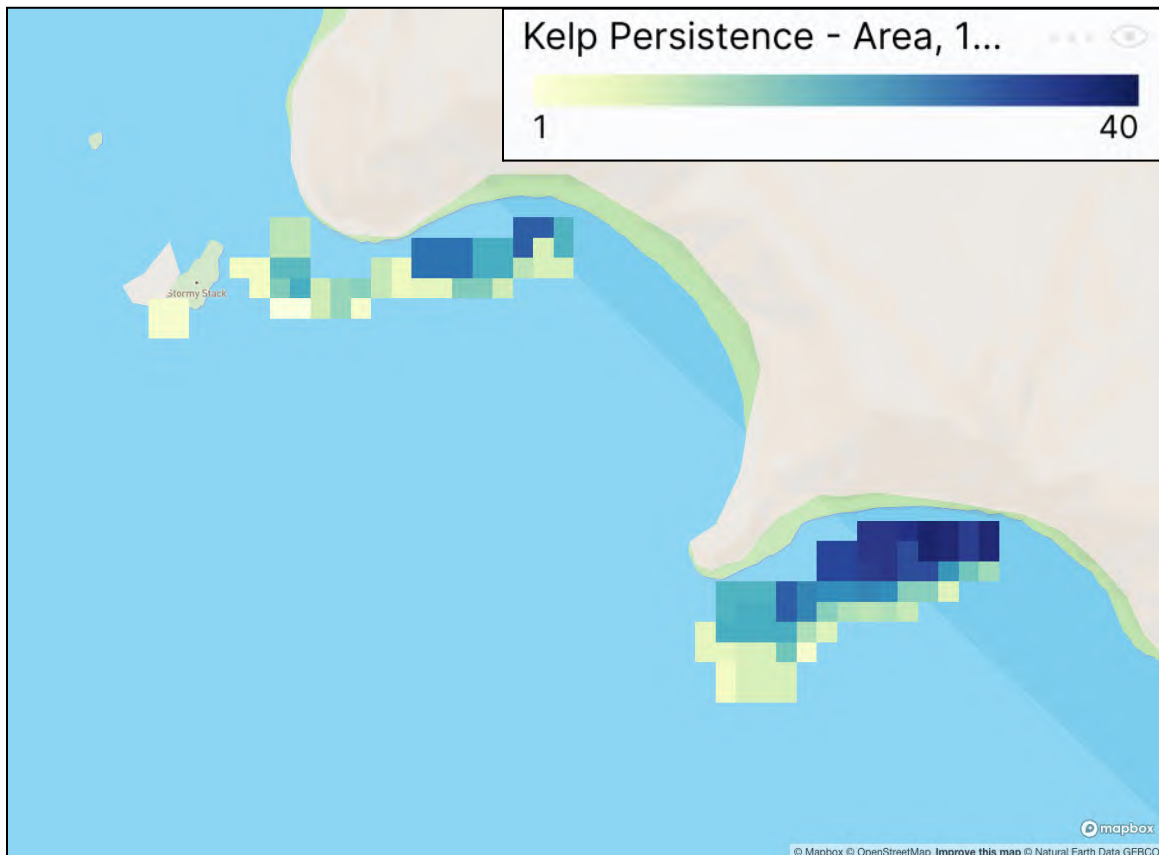 Kelp Persistence - Area, 1...
1 40
Stormy Stack
mapbox
© Mapbox © OpenStreetMap Improve this map © Natural Earth Data GEBCO